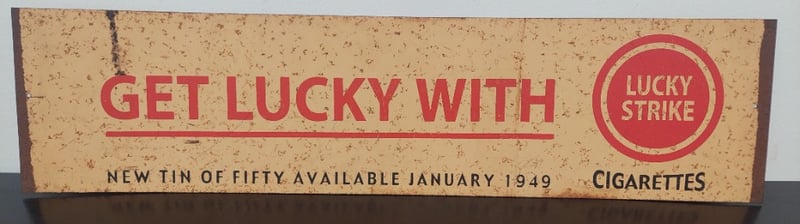 GET LUCKY WITH
LUCKY
STRIKE
NEW TIN OF FIFTY AVAILABLE JANUARY 1949
CIGARETTES